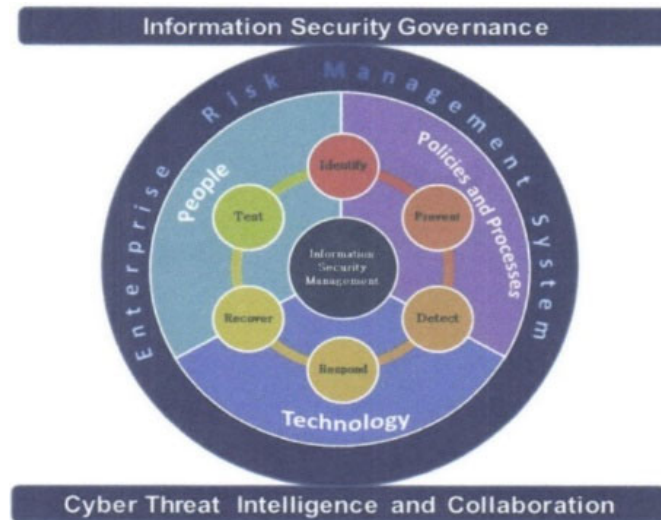 Information Security Governance
Enterprise Risk Management System
People
Policies and Processes
Identify
Test
Prevent
Information
Security
Management
Recover
Detect
Respond
Technology
Cyber Threat Intelligence and Collaboration